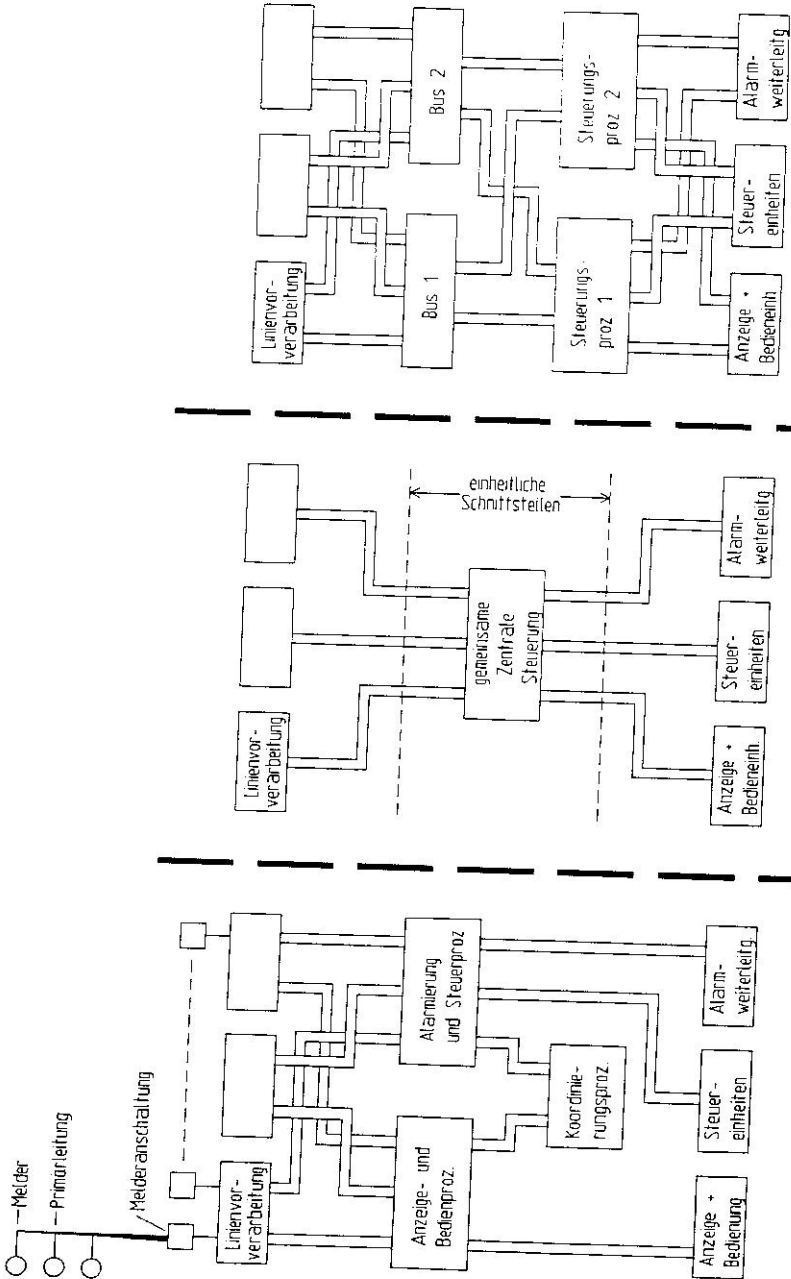 Melder
Primärleitung
Melderanschaltung
Linienvor-
verarbeitung
Anzeige- und
Bedienproz.
Alarmierung
und Steuerproz
Koordinie-
rungsproz.
Anzeige +
Bedienung
Steuer-
einheiten
Alarm-
weiterleitg.
Linienvor-
verarbeitung
einheitliche
Schnittstellen
gemeinsame
Zentrale
Steuerung
Anzeige +
Bedieneinh.
Steuer-
einheiten
Alarm-
weiterleitg
Linienvor-
verarbeitung
Bus 1
Bus 2
Steuerungs-
proz 1
Steuerungs-
proz 2
Anzeige +
Bedieneinh
Steuer-
einheiten
Alarm-
weiterleitg